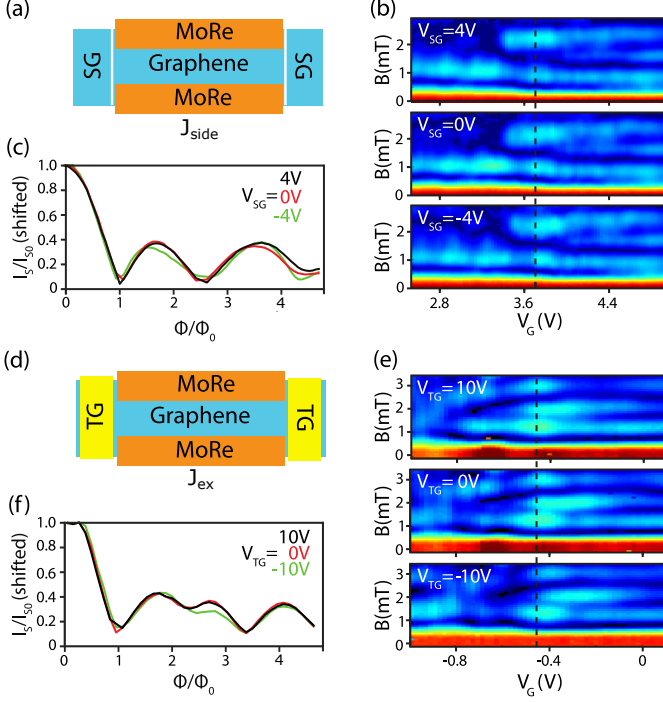 (a)
MoRe
SG
Graphene
SG
MoRe
J_side
(b)
V_SG=4V
B(mT)
2
1
0
V_SG=0V
B(mT)
2
1
0
V_SG=-4V
B(mT)
2
1
0
2.8
3.6
4.4
V_G(V)
(c)
I_S/I_S0 (shifted)
1.0
0.8
0.6
0.4
0.2
0
4V
V_SG=0V
-4V
0
1
2
3
4
Φ/Φ_0
(d)
MoRe
TG
Graphene
TG
MoRe
J_ex
(e)
V_TG=10V
B(mT)
3
2
1
0
V_TG=0V
B(mT)
3
2
1
0
V_TG=-10V
B(mT)
3
2
1
0
-0.8
-0.4
0
V_G(V)
(f)
I_S/I_S0 (shifted)
1.0
0.8
0.6
0.4
0.2
0
10V
V_TG= 0V
-10V
0
1
2
3
4
Φ/Φ_0